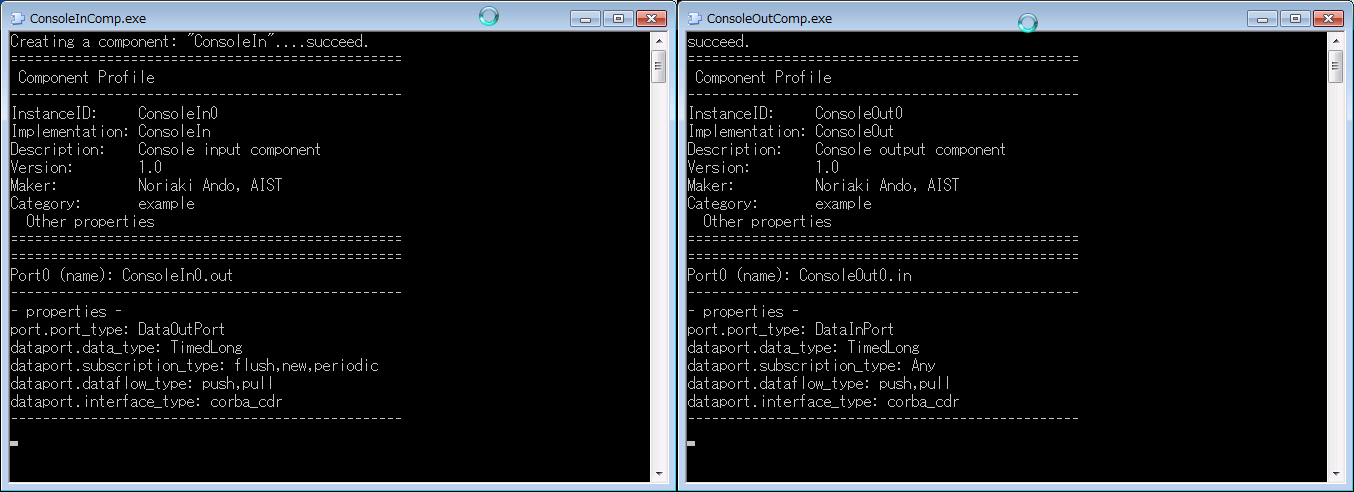 ConsoleInComp.exe
Creating a component: "ConsoleIn"....succeed.
=================================================
Component Profile
-------------------------------------------------
InstanceID: ConsoleIn0
Implementation: ConsoleIn
Description: Console input component
Version: 1.0
Maker: Noriaki Ando, AIST
Category: example
Other properties
=================================================
=================================================
Port0 (name): ConsoleIn0.out
-------------------------------------------------
- properties -
port.port_type: DataOutPort
dataport.data_type: TimedLong
dataport.subscription_type: flush,new,periodic
dataport.dataflow_type: push,pull
dataport.interface_type: corba_cdr
-------------------------------------------------
ConsoleOutComp.exe
succeed.
=================================================
Component Profile
-------------------------------------------------
InstanceID: ConsoleOut0
Implementation: ConsoleOut
Description: Console output component
Version: 1.0
Maker: Noriaki Ando, AIST
Category: example
Other properties
=================================================
=================================================
Port0 (name): ConsoleOut0.in
-------------------------------------------------
- properties -
port.port_type: DataInPort
dataport.data_type: TimedLong
dataport.subscription_type: Any
dataport.dataflow_type: push,pull
dataport.interface_type: corba_cdr
-------------------------------------------------